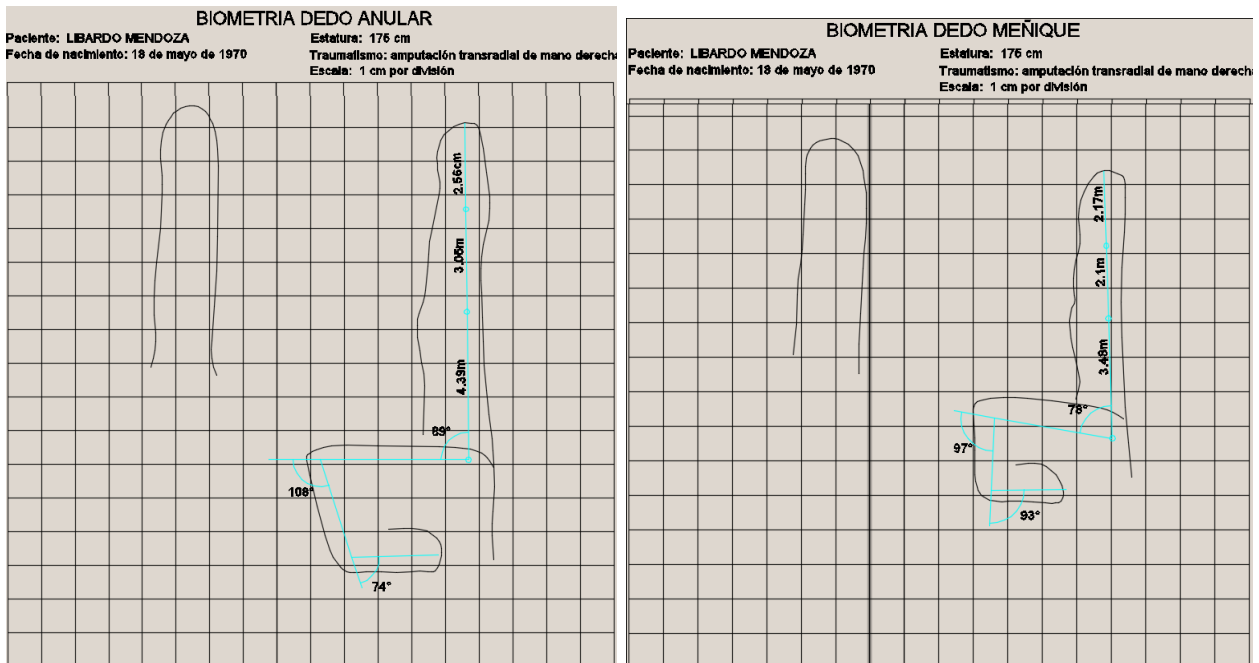 BIOMETRIA DEDO ANULAR
Paciente: LIBARDO MENDOZA
Estatura: 175 cm
Fecha de nacimiento: 18 de mayo de 1970
Traumatismo: amputación transradial de mano derecha
Escala: 1 cm por división
2.56cm
3.05m
4.39m
89°
108°
74°
BIOMETRIA DEDO MEÑIQUE
Paciente: LIBARDO MENDOZA
Estatura: 175 cm
Fecha de nacimiento: 18 de mayo de 1970
Traumatismo: amputación transradial de mano derecha
Escala: 1 cm por división
2.17m
2.1m
3.48m
78°
97°
93°